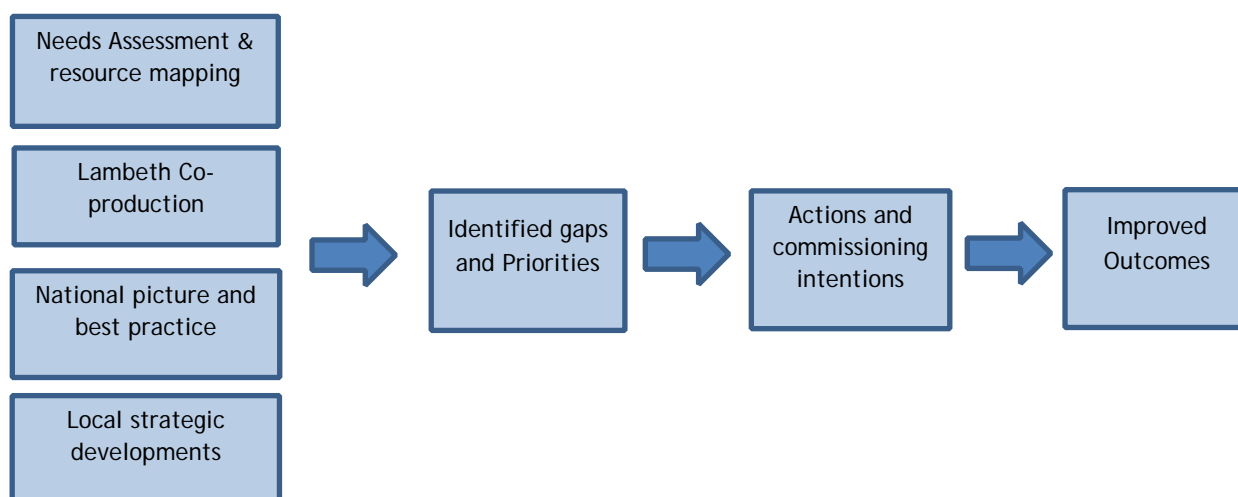 Needs Assessment &
resource mapping
Lambeth Co-
production
National picture and
best practice
Local strategic
developments
Identified gaps
and Priorities
Actions and
commissioning
intentions
Improved
Outcomes